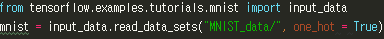 from tensorflow.examples.tutorials.mnist import input_data
mnist = input_data.read_data_sets("MNIST_data/", one_hot = True)